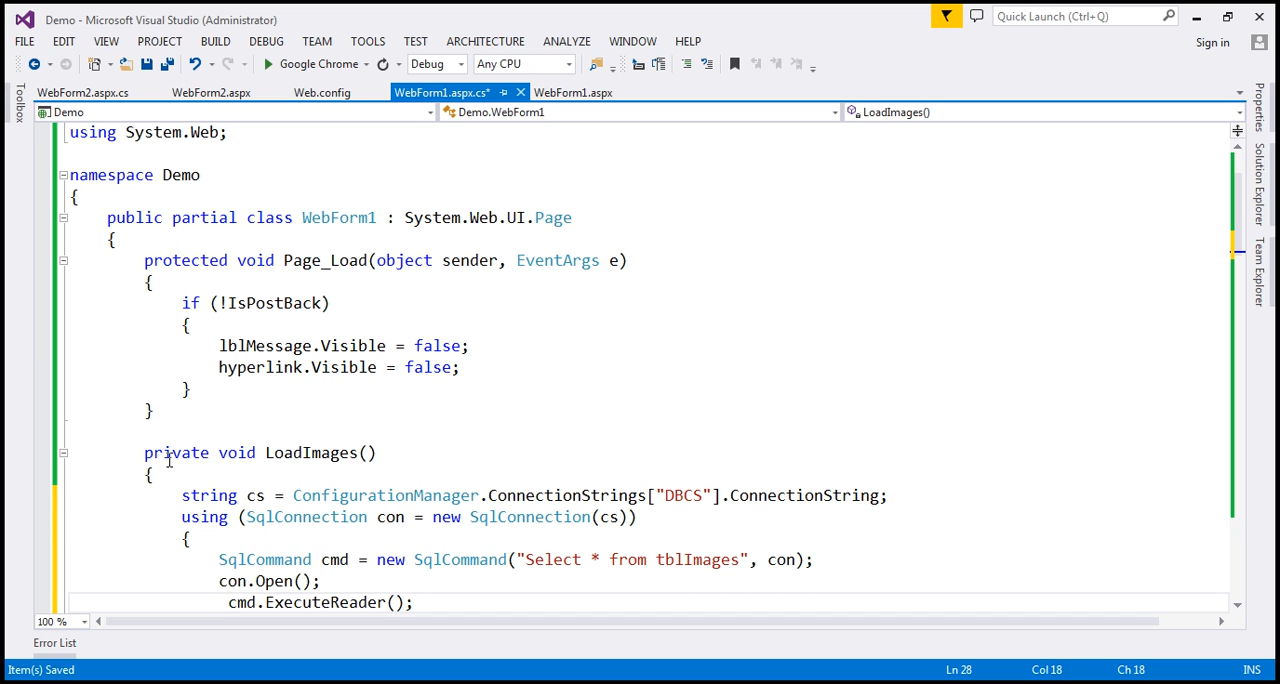 Demo - Microsoft Visual Studio (Administrator)
Quick Launch (Ctrl+Q)
FILE EDIT VIEW PROJECT BUILD DEBUG TEAM TOOLS TEST ARCHITECTURE ANALYZE WINDOW HELP
Sign in
Google Chrome Debug Any CPU
WebForm2.aspx.cs WebForm2.aspx Web.config WebForm1.aspx.cs* WebForm1.aspx
Demo Demo.WebForm1 LoadImages()
Toolbox
Properties
Solution Explorer
Team Explorer
using System.Web;
namespace Demo
{
public partial class WebForm1 : System.Web.UI.Page
{
protected void Page_Load(object sender, EventArgs e)
{
if (!IsPostBack)
{
lblMessage.Visible = false;
hyperlink.Visible = false;
}
}
private void LoadImages()
{
string cs = ConfigurationManager.ConnectionStrings["DBCS"].ConnectionString;
using (SqlConnection con = new SqlConnection(cs))
{
SqlCommand cmd = new SqlCommand("Select * from tblImages", con);
con.Open();
cmd.ExecuteReader();
100 %
Error List
Item(s) Saved Ln 28 Col 18 Ch 18 INS